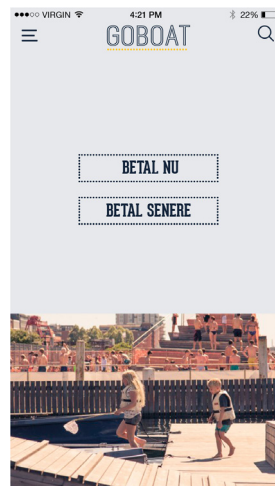 ●●●○○ VIRGIN 4:21 PM 22%
GOBOAT
BETAL NU
BETAL SENERE